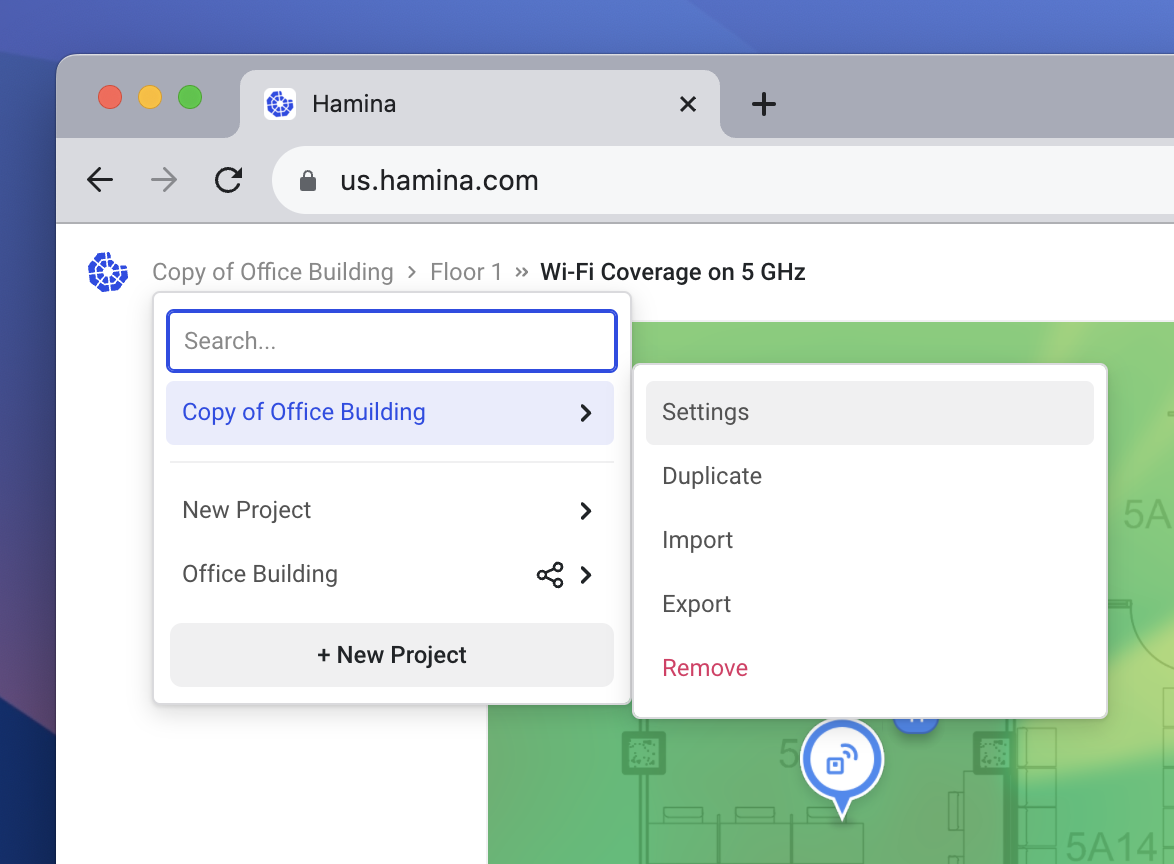 Hamina
us.hamina.com
Copy of Office Building › Floor 1 » Wi-Fi Coverage on 5 GHz
Search...
Copy of Office Building
New Project
Office Building
+ New Project
Settings
Duplicate
Import
Export
Remove
5A
5A14